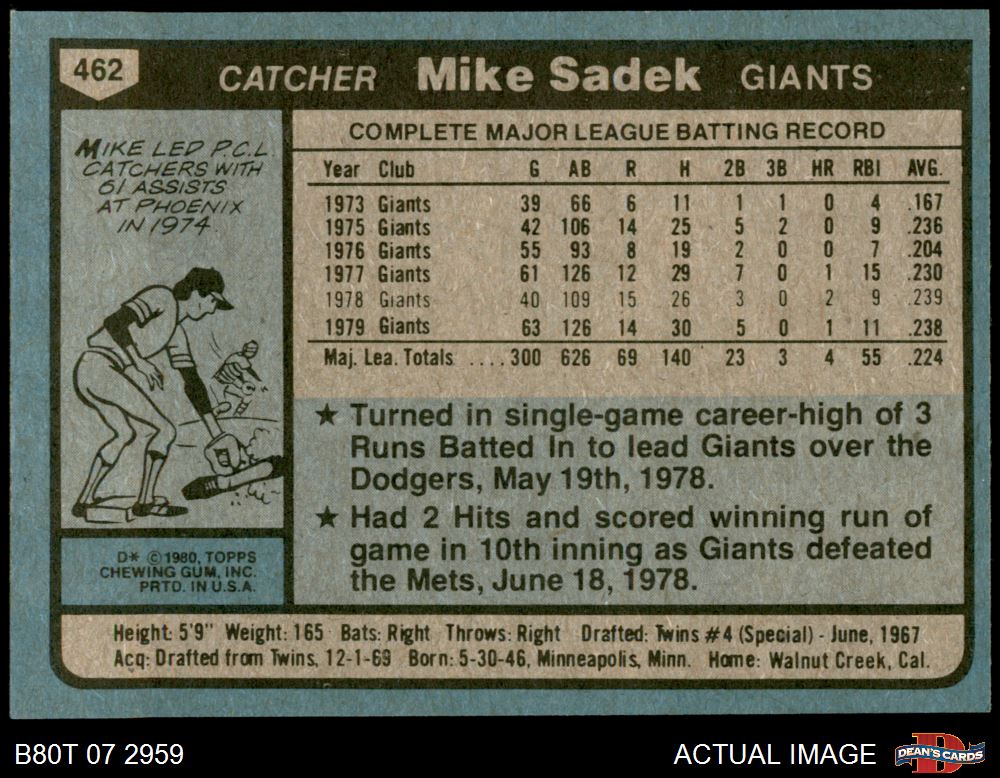 462 CATCHER Mike Sadek GIANTS
MIKE LED P.C.L.
CATCHERS WITH
61 ASSISTS
AT PHOENIX
IN 1974.
COMPLETE MAJOR LEAGUE BATTING RECORD
Year Club G AB R H 2B 3B HR RBI AVG.
1973 Giants 39 66 6 11 1 1 0 4 .167
1975 Giants 42 106 14 25 5 2 0 9 .236
1976 Giants 55 93 8 19 2 0 0 7 .204
1977 Giants 61 126 12 29 7 0 1 15 .230
1978 Giants 40 109 15 26 3 0 2 9 .239
1979 Giants 63 126 14 30 5 0 1 11 .238
Maj. Lea. Totals .... 300 626 69 140 23 3 4 55 .224
★ Turned in single-game career-high of 3
Runs Batted In to lead Giants over the
Dodgers, May 19th, 1978.
★ Had 2 Hits and scored winning run of
game in 10th inning as Giants defeated
the Mets, June 18, 1978.
D* © 1980, TOPPS
CHEWING GUM, INC.
PRTD. IN U.S.A.
Height: 5'9" Weight: 165 Bats: Right Throws: Right Drafted: Twins #4 (Special) - June, 1967
Acq: Drafted from Twins, 12-1-69 Born: 5-30-46, Minneapolis, Minn. Home: Walnut Creek, Cal.
B80T 07 2959 ACTUAL IMAGE D DEAN'S CARDS